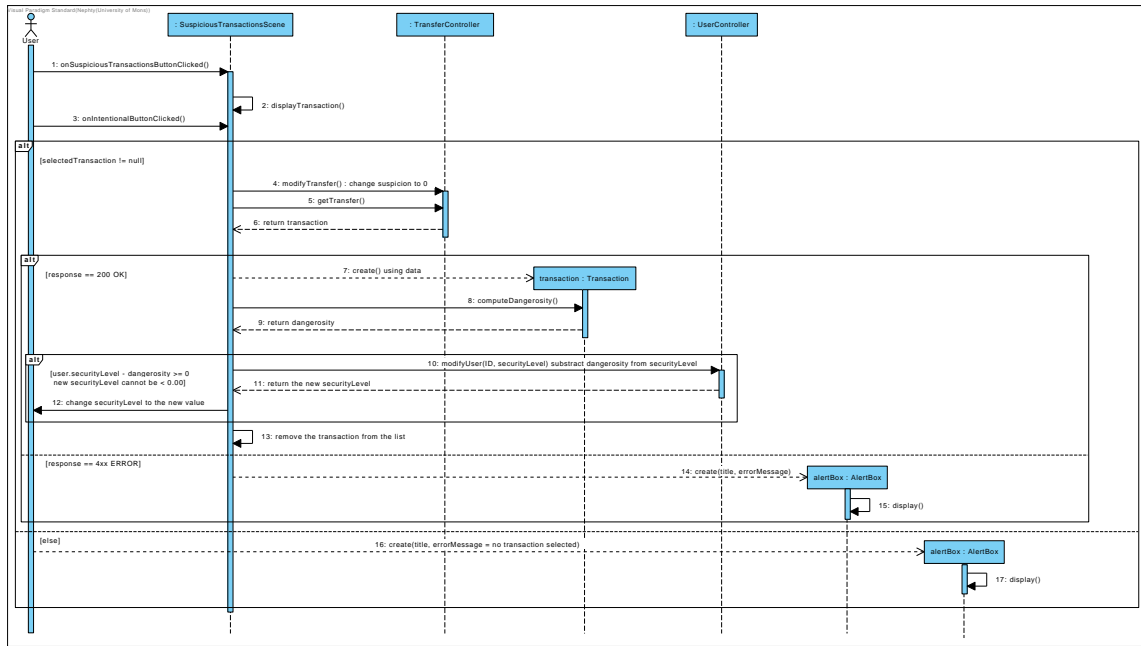 Visual Paradigm Standard(Nephty(University of Mons))
User
: SuspiciousTransactionsScene
: TransferController
: UserController
1: onSuspiciousTransactionsButtonClicked()
2: displayTransaction()
3: onIntentionalButtonClicked()
alt
[selectedTransaction != null]
4: modifyTransfer() : change suspicion to 0
5: getTransfer()
6: return transaction
alt
[response == 200 OK]
7: create() using data
transaction : Transaction
8: computeDangerosity()
9: return dangerosity
alt
[user.securityLevel - dangerosity >= 0
new securityLevel cannot be < 0.00]
10: modifyUser(ID, securityLevel) substract dangerosity from securityLevel
11: return the new securityLevel
12: change securityLevel to the new value
13: remove the transaction from the list
[response == 4xx ERROR]
14: create(title, errorMessage)
alertBox : AlertBox
15: display()
[else]
16: create(title, errorMessage = no transaction selected)
alertBox : AlertBox
17: display()